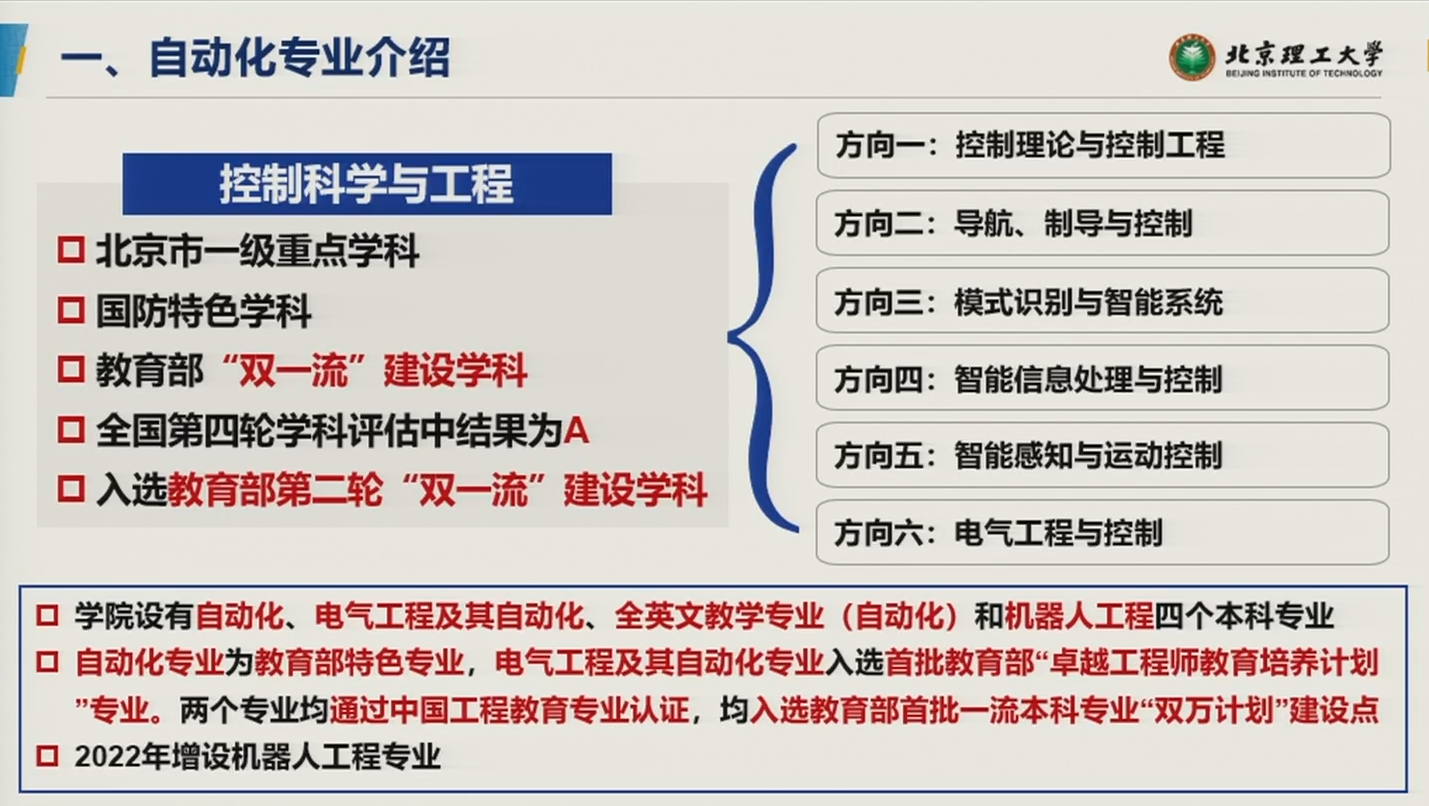 一、自动化专业介绍
北京理工大学
BEIJING INSTITUTE OF TECHNOLOGY
控制科学与工程
北京市一级重点学科
国防特色学科
教育部“双一流”建设学科
全国第四轮学科评估中结果为A
入选教育部第二轮“双一流”建设学科
方向一：控制理论与控制工程
方向二：导航、制导与控制
方向三：模式识别与智能系统
方向四：智能信息处理与控制
方向五：智能感知与运动控制
方向六：电气工程与控制
学院设有自动化、电气工程及其自动化、全英文教学专业（自动化）和机器人工程四个本科专业
自动化专业为教育部特色专业，电气工程及其自动化专业入选首批教育部“卓越工程师教育培养计划
”专业。两个专业均通过中国工程教育专业认证，均入选教育部首批一流本科专业“双万计划”建设点
2022年增设机器人工程专业